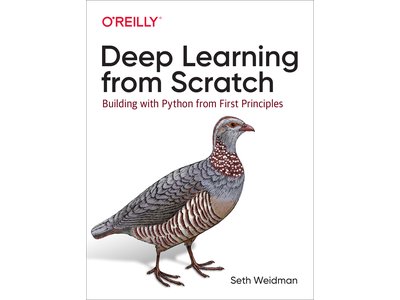 O'REILLY®
Deep Learning
from Scratch
Building with Python from First Principles
Seth Weidman